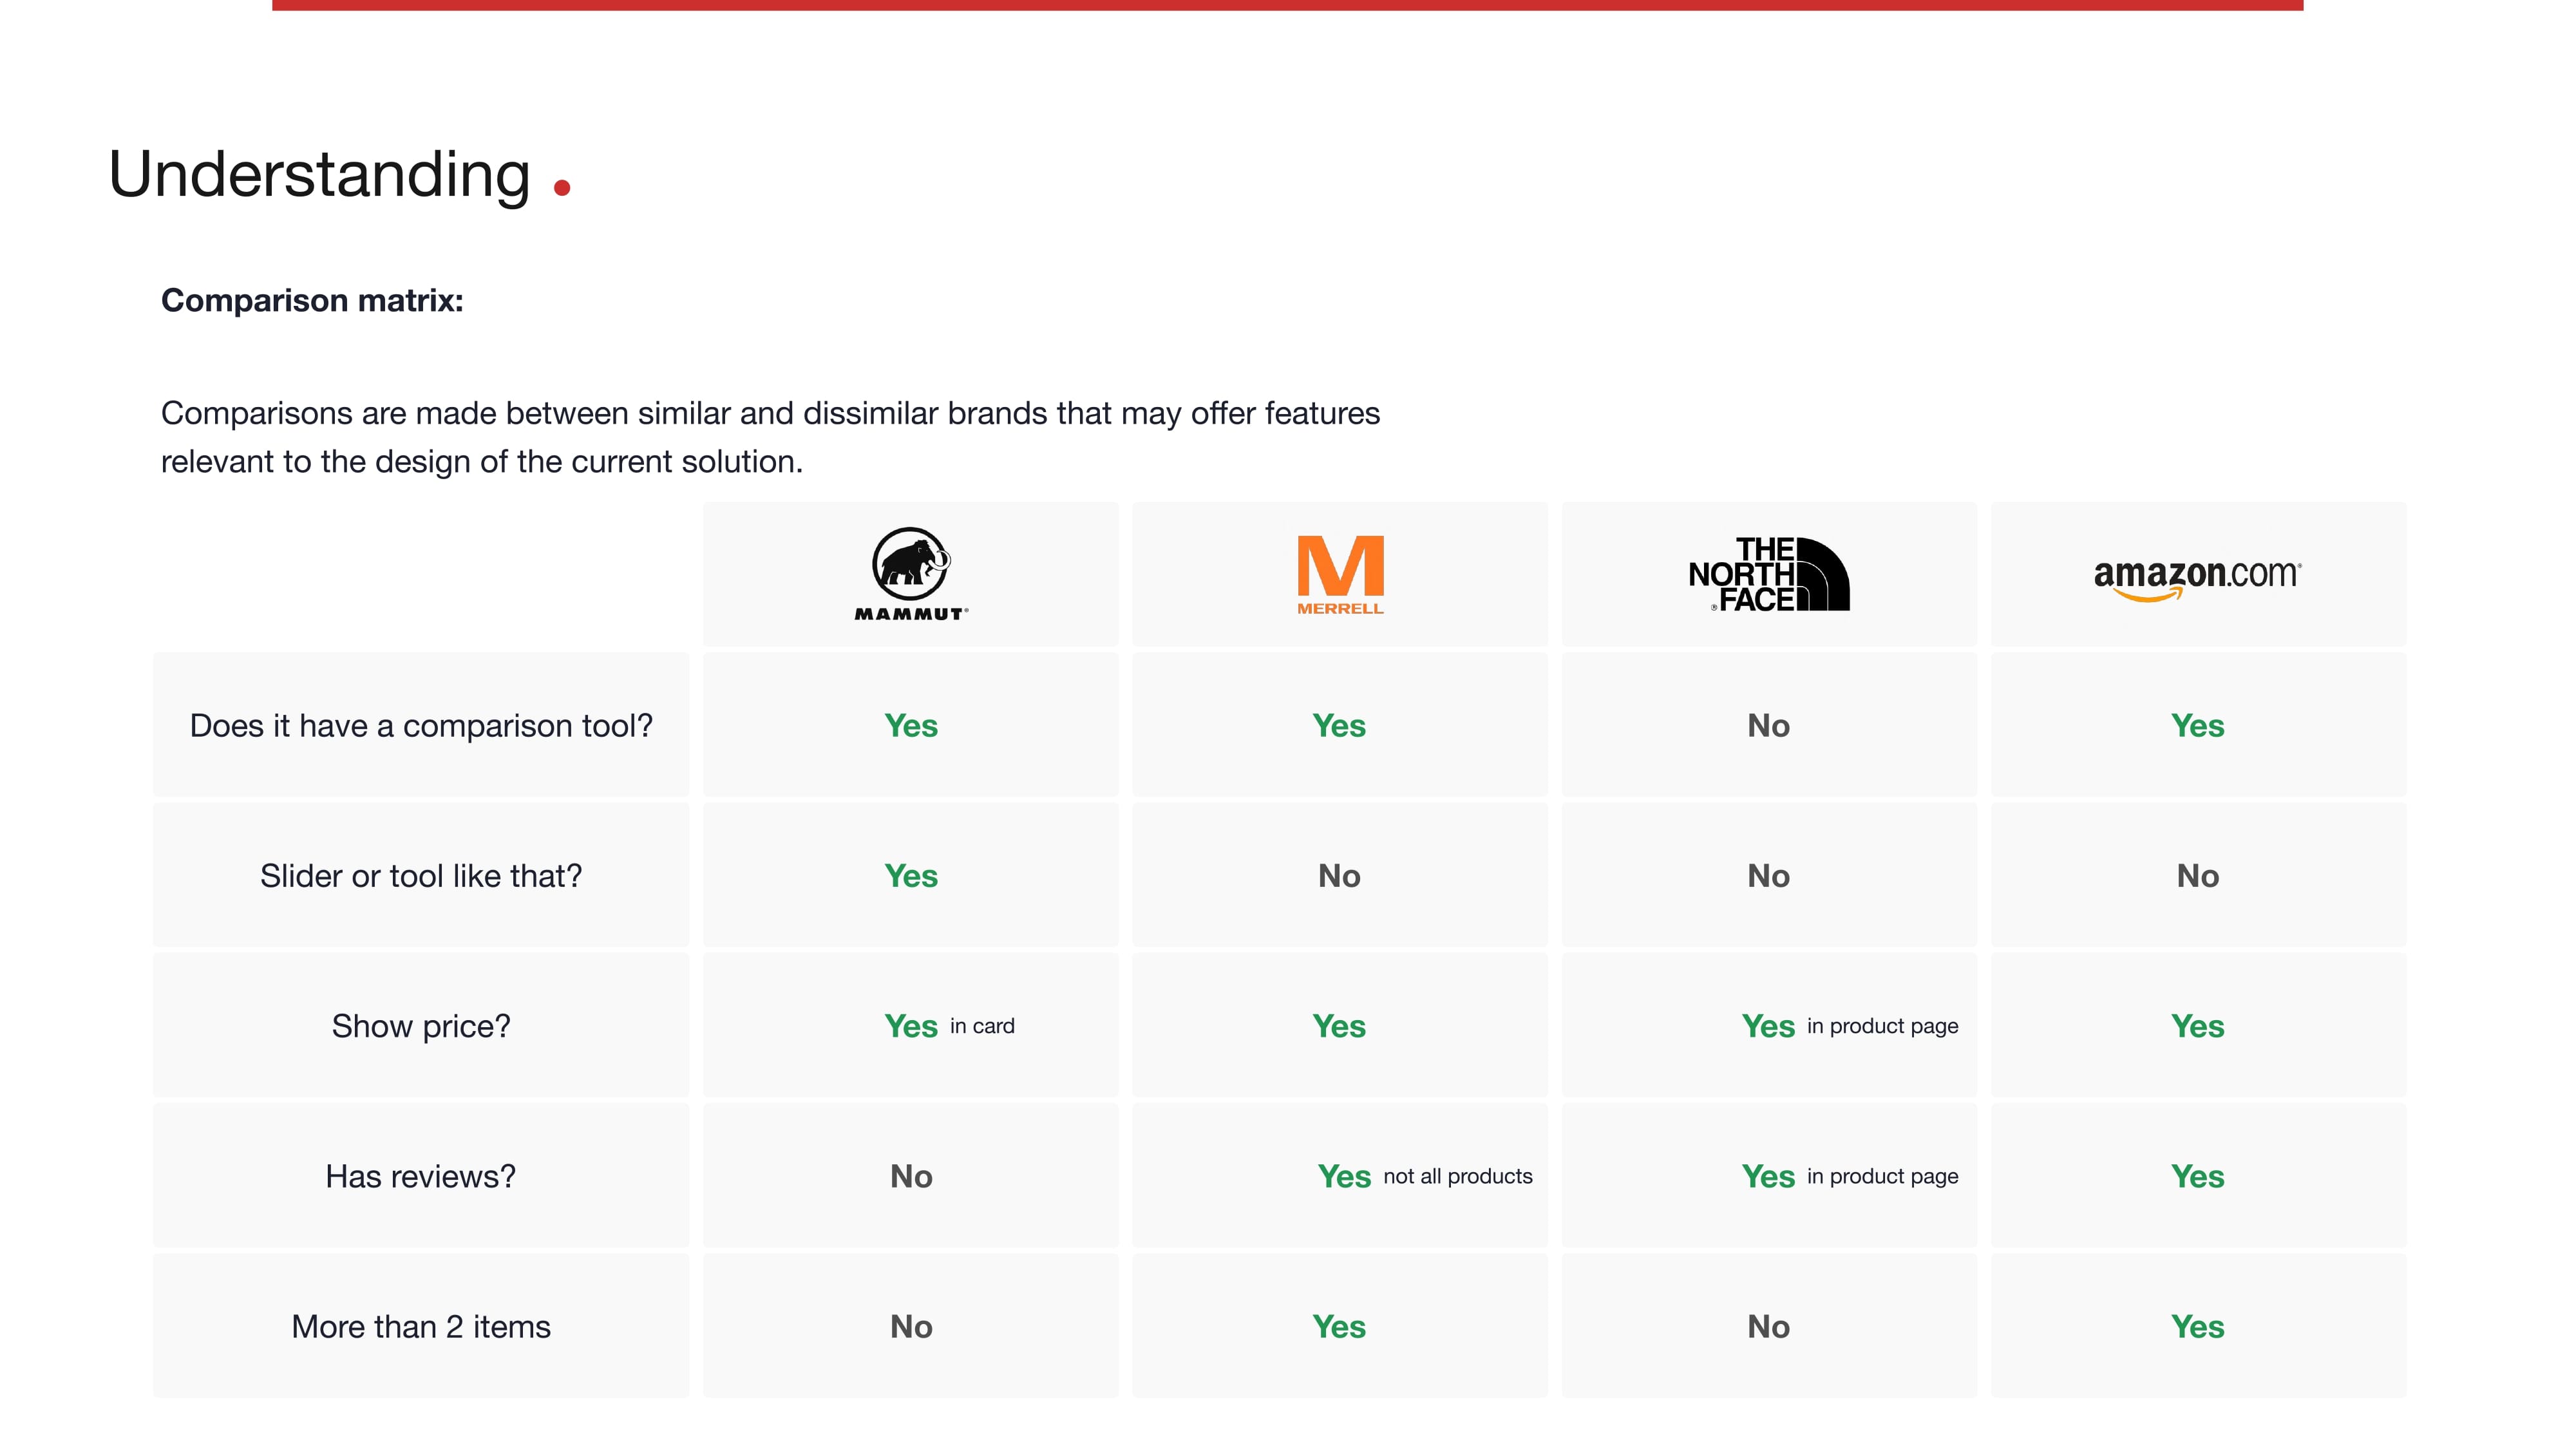 Understanding .
Comparison matrix:
Comparisons are made between similar and dissimilar brands that may offer features
relevant to the design of the current solution.
MAMMUT®
M
MERRELL
THE
NORTH
®FACE
amazon.com®
Does it have a comparison tool? Yes Yes No Yes
Slider or tool like that? Yes No No No
Show price? Yes in card Yes Yes in product page Yes
Has reviews? No Yes not all products Yes in product page Yes
More than 2 items No Yes No Yes